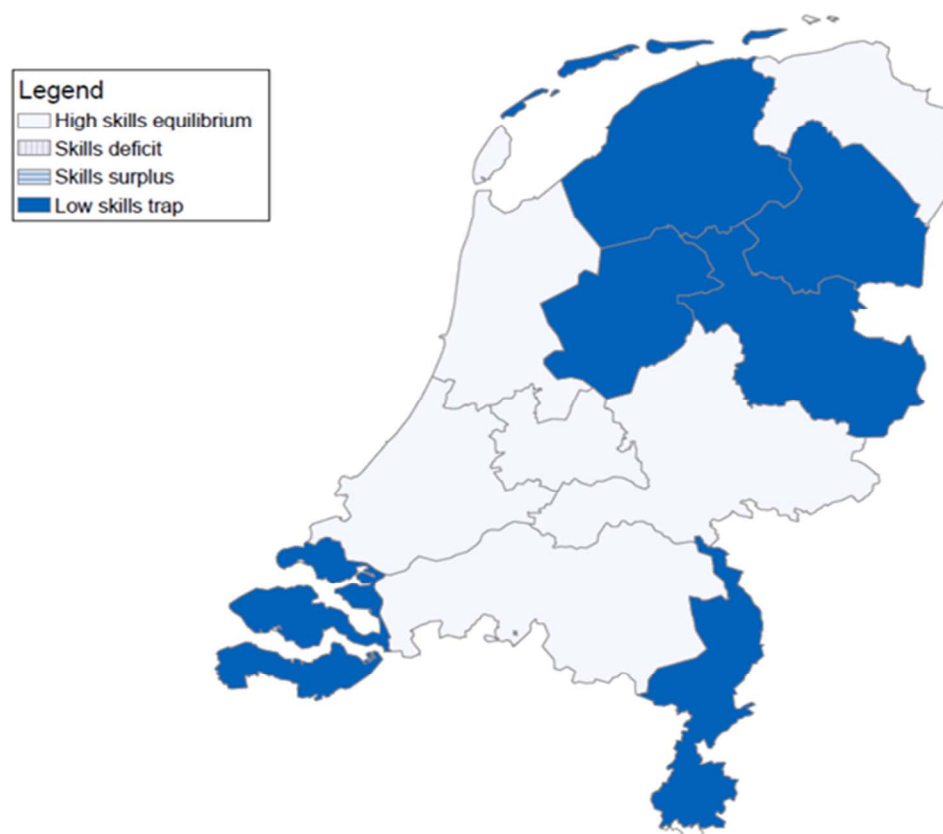 Legend
High skills equilibrium
Skills deficit
Skills surplus
Low skills trap